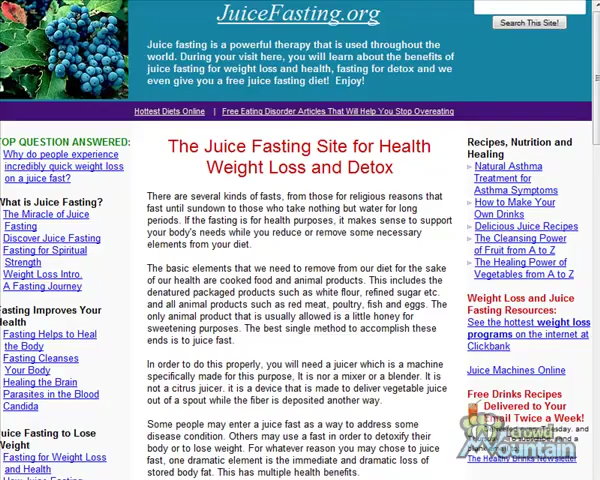 JuiceFasting.org
Search This Site!
Juice fasting is a powerful therapy that is used throughout the
world. During your visit here, you will learn about the benefits of
juice fasting for weight loss and health, fasting for detox and we
even give you a free juice fasting diet! Enjoy!
Hottest Diets Online | Free Eating Disorder Articles That Will Help You Stop Overeating
TOP QUESTION ANSWERED:
Why do people experience
incredibly quick weight loss
on a juice fast?
What is Juice Fasting?
The Miracle of Juice
Fasting
Discover Juice Fasting
Fasting for Spiritual
Strength
Weight Loss Intro.
A Fasting Journey
Fasting Improves Your
Health
Fasting Helps to Heal
the Body
Fasting Cleanses
Your Body
Healing the Brain
Parasites in the Blood
Candida
Juice Fasting to Lose
Weight
Fasting for Weight Loss
and Health
How Juice Fasting
The Juice Fasting Site for Health
Weight Loss and Detox
There are several kinds of fasts, from those for religious reasons that
fast until sundown to those who take nothing but water for long
periods. If the fasting is for health purposes, it makes sense to support
your body's needs while you reduce or remove some necessary
elements from your diet.
The basic elements that we need to remove from our diet for the sake
of our health are cooked food and animal products. This includes the
denatured packaged products such as white flour, refined sugar etc.
and all animal products such as red meat, poultry, fish and eggs. The
only animal product that is usually allowed is a little honey for
sweetening purposes. The best single method to accomplish these
ends is to juice fast.
In order to do this properly, you will need a juicer which is a machine
specifically made for this purpose, It is nor a mixer or a blender. It is
not a citrus juicer. it is a device that is made to deliver vegetable juice
out of a spout while the fiber is deposited another way.
Some people may enter a juice fast as a way to address some
disease condition. Others may use a fast in order to detoxify their
body or to lose weight. For whatever reason you may chose to juice
fast, one dramatic element is the immediate and dramatic loss of
stored body fat. This has multiple health benefits.
Recipes, Nutrition and
Healing
Natural Asthma
Treatment for
Asthma Symptoms
How to Make Your
Own Drinks
Delicious Juice Recipes
The Cleansing Power
of Fruit from A to Z
The Healing Power of
Vegetables from A to Z
Weight Loss and Juice
Fasting Resources:
See the hottest weight loss
programs on the internet at
Clickbank
Juice Machines Online
Free Drinks Recipes
Delivered to Your
Email Twice a Week!
Tuesday, and
The Healthy Drinks Newsletter
Mountain